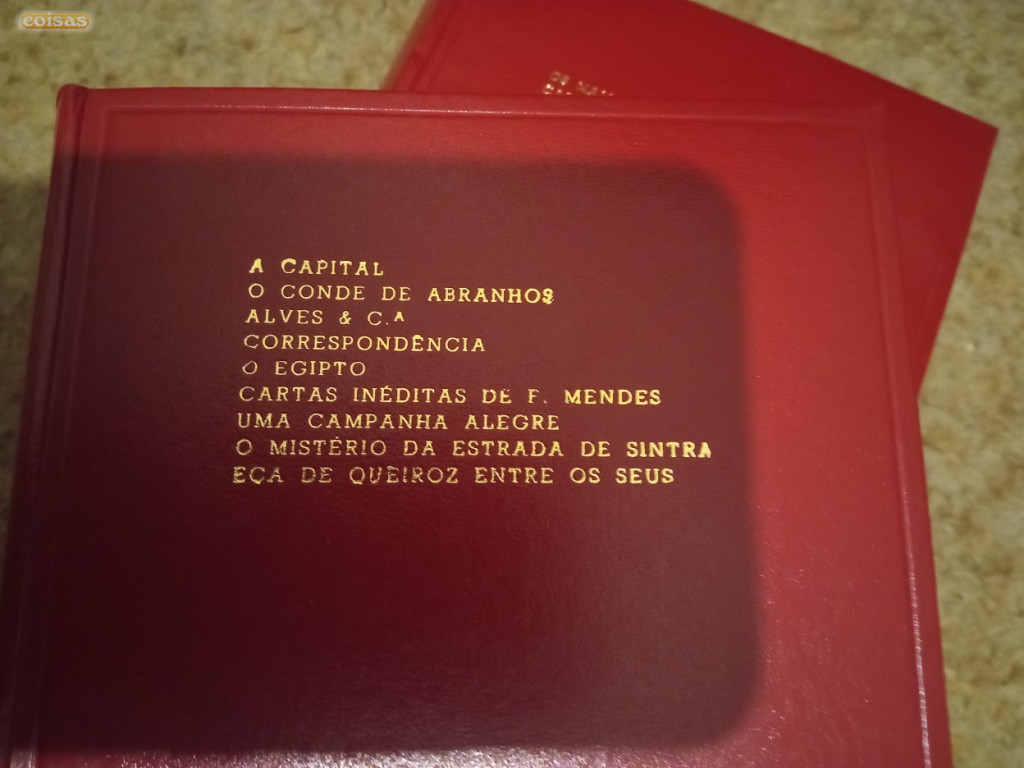 coisas
A CAPITAL
O CONDE DE ABRANHOS
ALVES & C.ᴬ
CORRESPONDÊNCIA
O EGIPTO
CARTAS INÉDITAS DE F. MENDES
UMA CAMPANHA ALEGRE
O MISTÉRIO DA ESTRADA DE SINTRA
EÇA DE QUEIROZ ENTRE OS SEUS